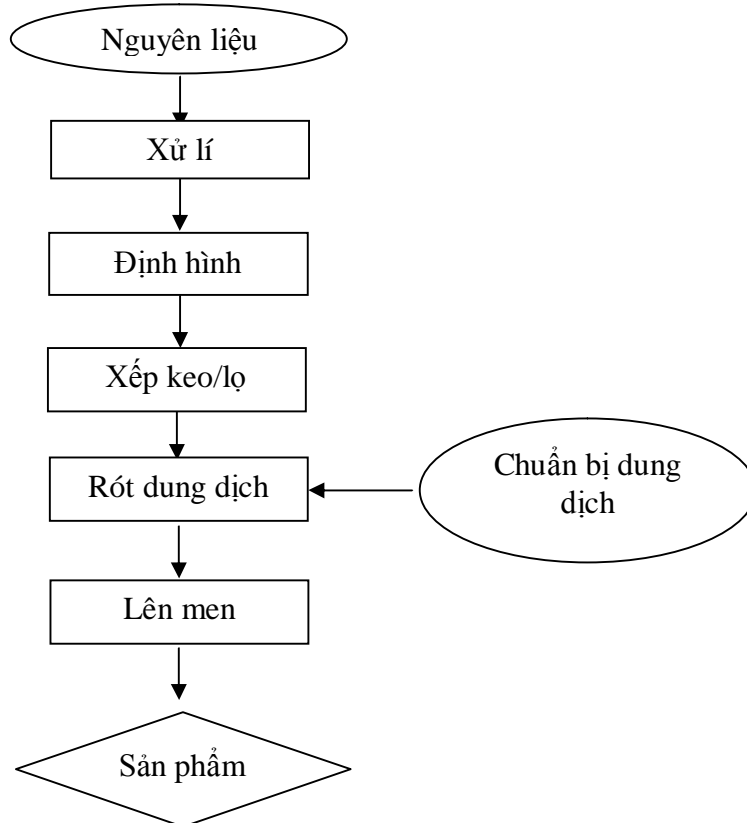 Nguyên liệu
Xử lí
Định hình
Xếp keo/lọ
Rót dung dịch
Chuẩn bị dung
dịch
Lên men
Sản phẩm